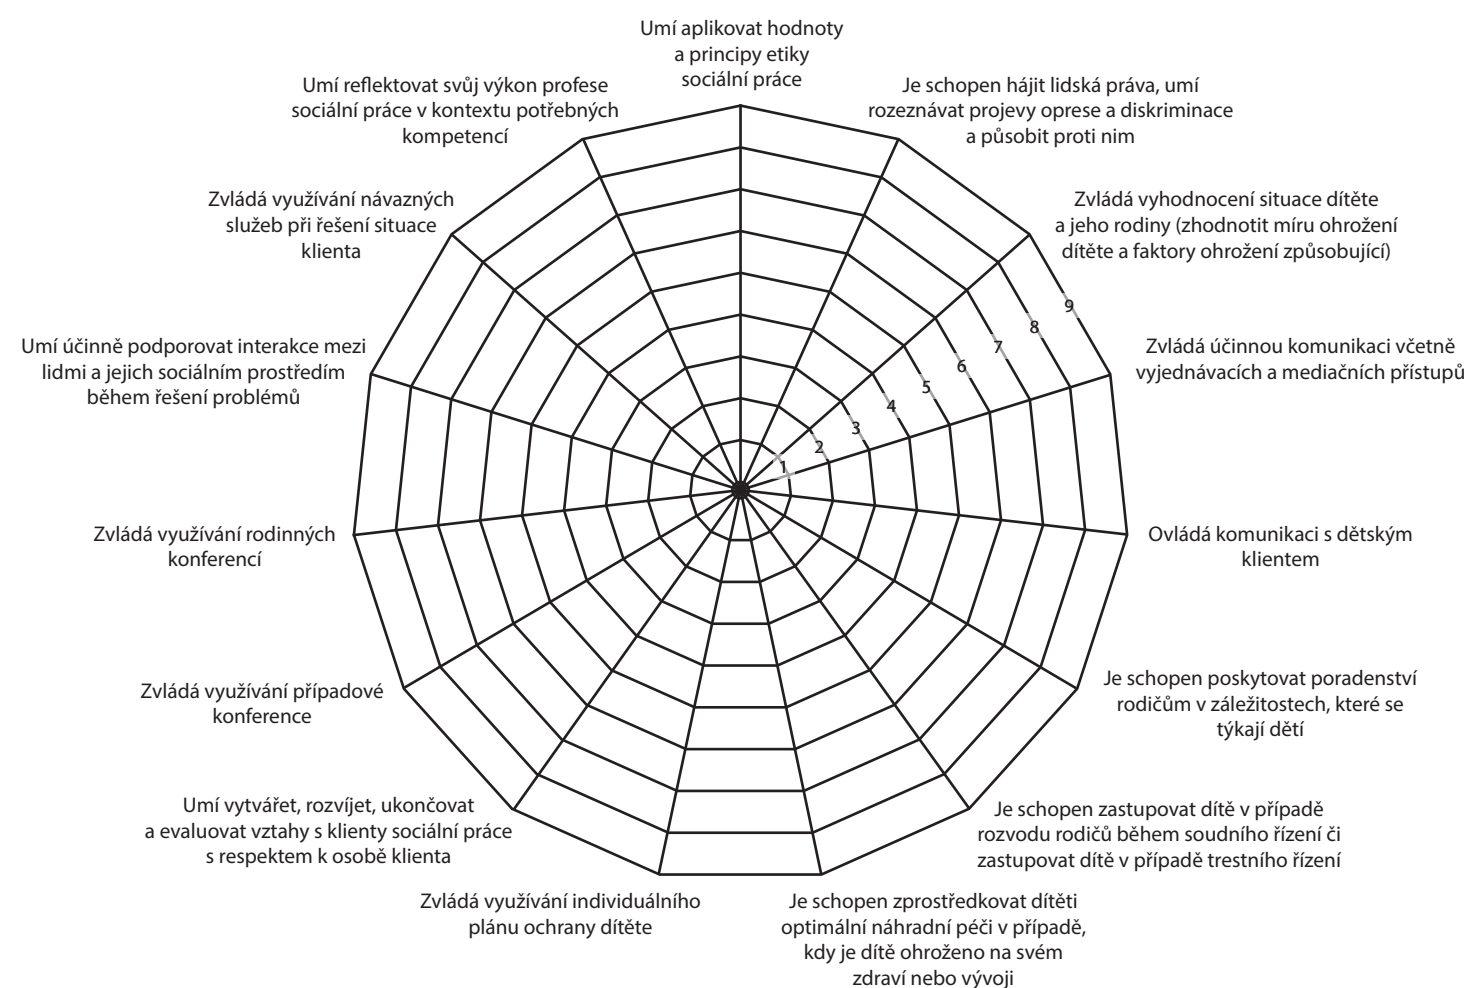 Umí aplikovat hodnoty
a principy etiky
sociální práce
Je schopen hájit lidská práva, umí
rozeznávat projevy oprese a diskriminace
a působit proti nim
Zvládá vyhodnocení situace dítěte
a jeho rodiny (zhodnotit míru ohrožení
dítěte a faktory ohrožení způsobující)
Zvládá účinnou komunikaci včetně
vyjednávacích a mediačních přístupů
Ovládá komunikaci s dětským
klientem
Je schopen poskytovat poradenství
rodičům v záležitostech, které se
týkají dětí
Je schopen zastupovat dítě v případě
rozvodu rodičů během soudního řízení či
zastupovat dítě v případě trestního řízení
Je schopen zprostředkovat dítěti
optimální náhradní péči v případě,
kdy je dítě ohroženo na svém
zdraví nebo vývoji
Zvládá využívání individuálního
plánu ochrany dítěte
Umí vytvářet, rozvíjet, ukončovat
a evaluovat vztahy s klienty sociální práce
s respektem k osobě klienta
Zvládá využívání případové
konference
Zvládá využívání rodinných
konferencí
Umí účinně podporovat interakce mezi
lidmi a jejich sociálním prostředím
během řešení problémů
Zvládá využívání návazných
služeb při řešení situace
klienta
Umí reflektovat svůj výkon profese
sociální práce v kontextu potřebných
kompetencí
1
2
3
4
5
6
7
8
9